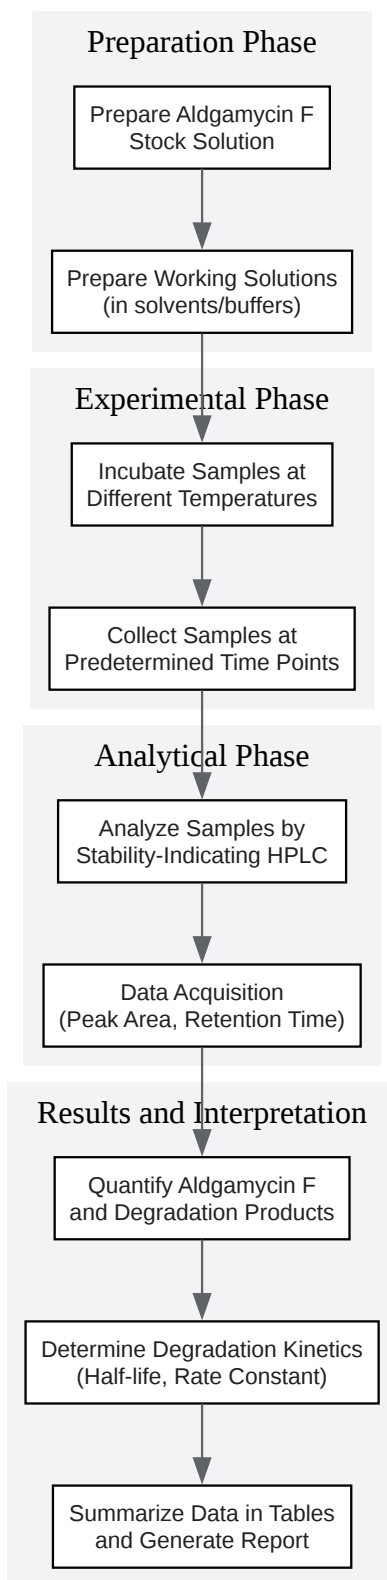 Preparation Phase
Prepare Aldgamycin F
Stock Solution
Prepare Working Solutions
(in solvents/buffers)
Experimental Phase
Incubate Samples at
Different Temperatures
Collect Samples at
Predetermined Time Points
Analytical Phase
Analyze Samples by
Stability-Indicating HPLC
Data Acquisition
(Peak Area, Retention Time)
Results and Interpretation
Quantify Aldgamycin F
and Degradation Products
Determine Degradation Kinetics
(Half-life, Rate Constant)
Summarize Data in Tables
and Generate Report